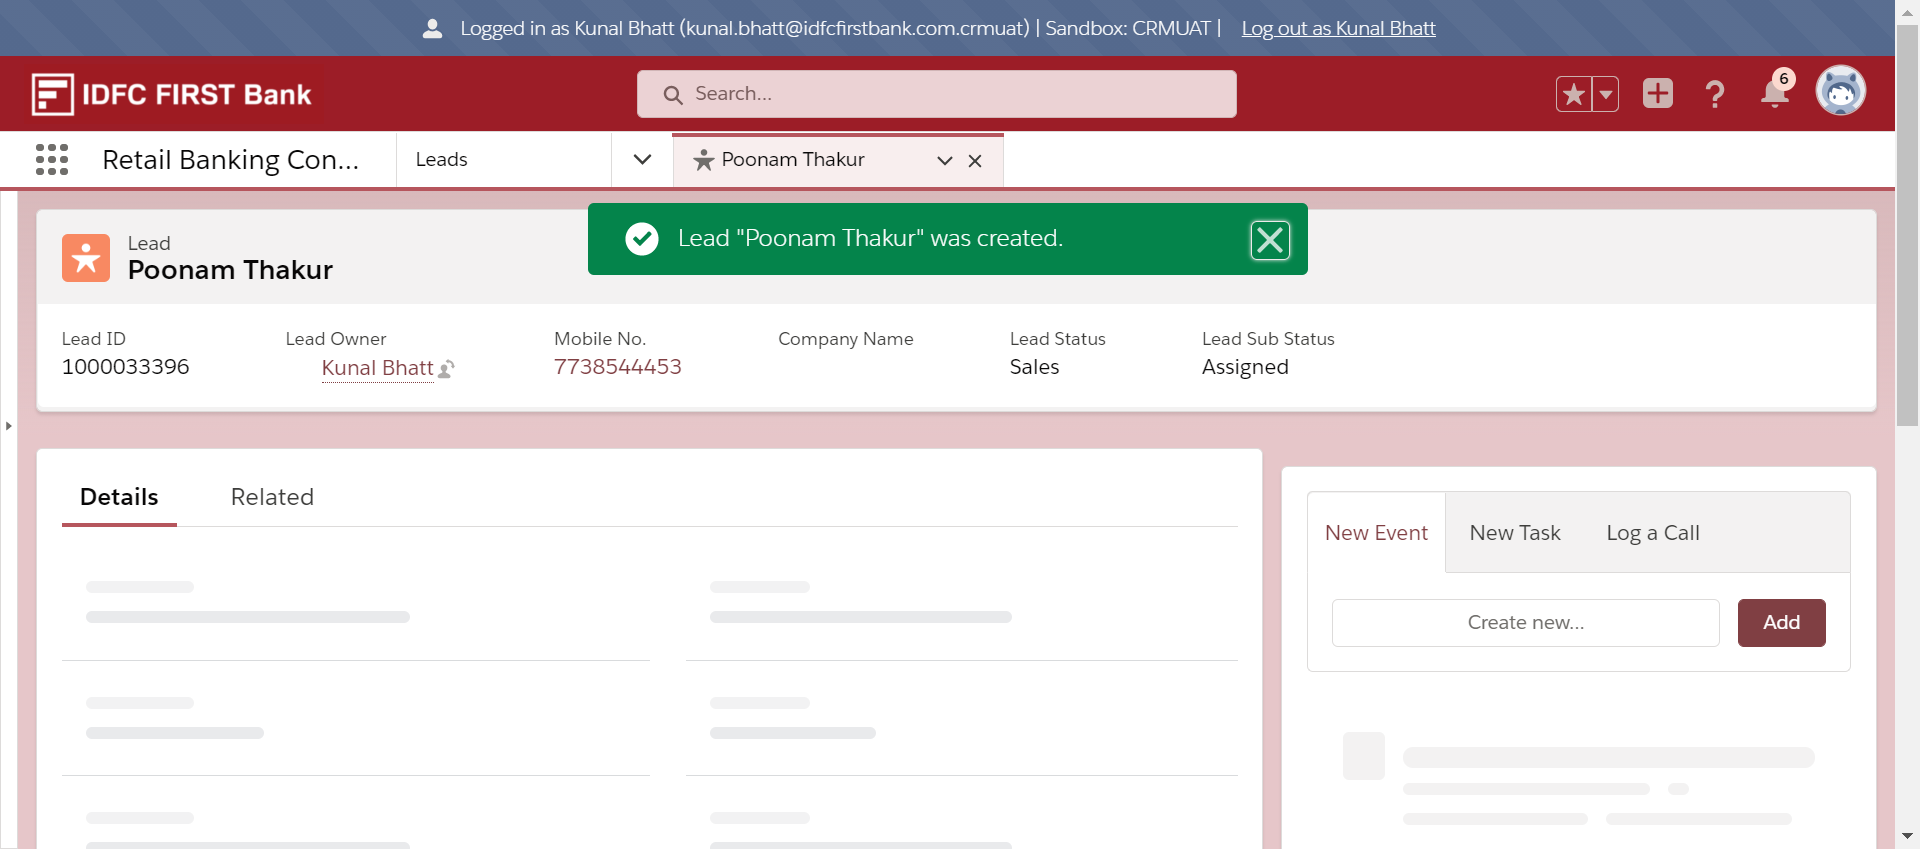 Logged in as Kunal Bhatt (kunal.bhatt@idfcfirstbank.com.crmuat) | Sandbox: CRMUAT | Log out as Kunal Bhatt
IDFC FIRST Bank
Search...
6
Retail Banking Con...
Leads
Poonam Thakur
Lead "Poonam Thakur" was created.
Lead
Poonam Thakur
Lead ID
1000033396
Lead Owner
Kunal Bhatt
Mobile No.
7738544453
Company Name
Lead Status
Sales
Lead Sub Status
Assigned
Details
Related
New Event
New Task
Log a Call
Create new...
Add